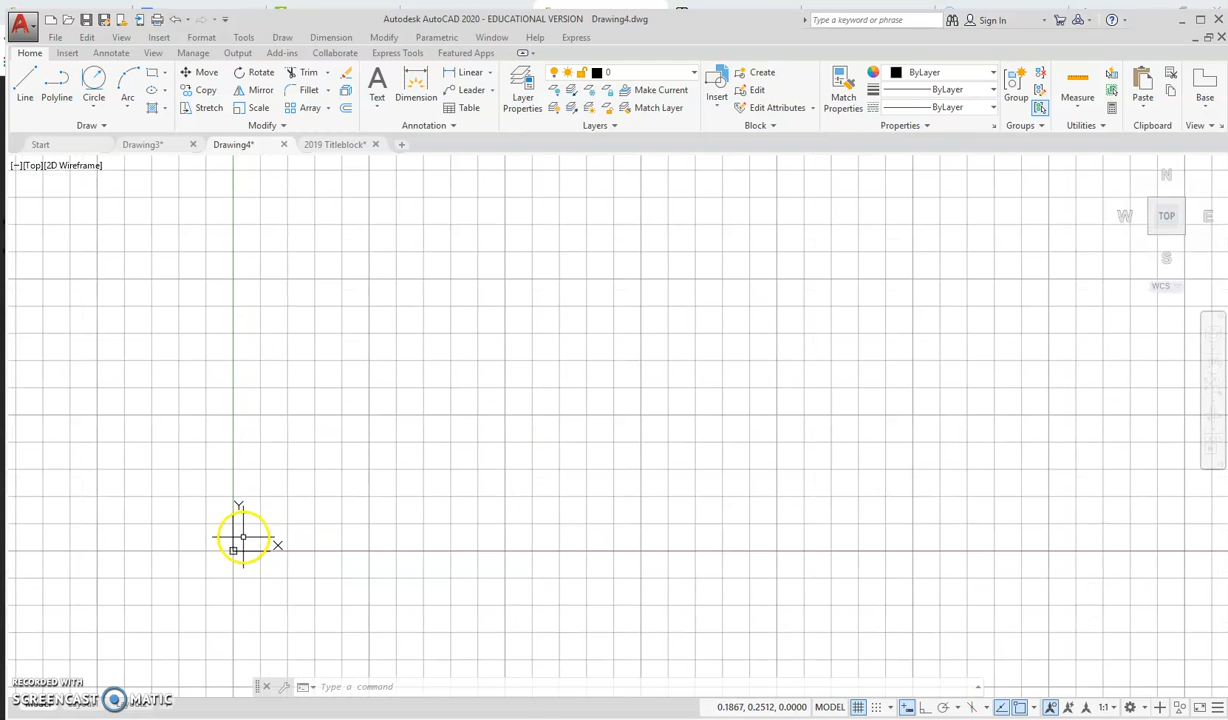 Autodesk AutoCAD 2020 - EDUCATIONAL VERSION Drawing4.dwg
Type a keyword or phrase
Sign In
File Edit View Insert Format Tools Draw Dimension Modify Parametric Window Help Express
Home Insert Annotate View Parametric Manage Output Add-ins Collaborate Express Tools Featured Apps
Line Polyline Circle Arc
Move Rotate Trim
Copy Mirror Fillet
Stretch Scale Array
Text Dimension
Linear
Leader
Table
Layer Properties
0
Make Current
Match Layer
Insert
Create
Edit
Edit Attributes
Match Properties
ByLayer
ByLayer
ByLayer
Group
Measure
Paste
Base
Draw Modify Annotation Layers Block Properties Groups Utilities Clipboard View
Start Drawing3* Drawing4* 2019 Titleblock*
[−][Top][2D Wireframe]
N
W TOP E
S
WCS
Y
X
RECORDED WITH
SCREENCAST MATIC
Type a command
0.1867, 0.2512, 0.0000 MODEL 1:1